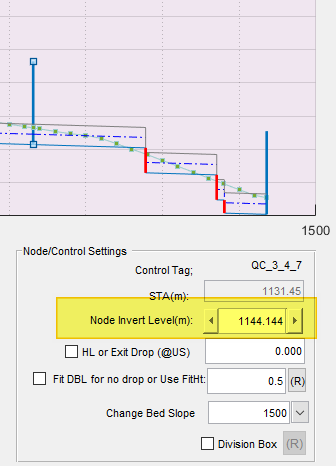 1500
Node/Control Settings
Control Tag; QC_3_4_7
STA(m): 1131.45
Node Invert Level(m): 1144.144
HL or Exit Drop (@US) 0.000
Fit DBL for no drop or Use FitHt: 0.5 (R)
Change Bed Slope 1500
Division Box (R)